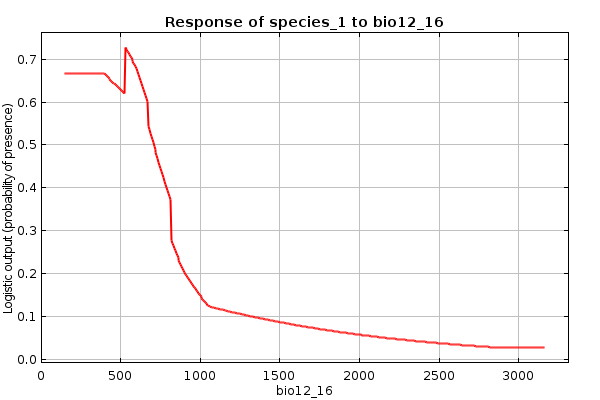 Response of species_1 to bio12_16
Logistic output (probability of presence)
0.7
0.6
0.5
0.4
0.3
0.2
0.1
0.0
0 500 1000 1500 2000 2500 3000
bio12_16